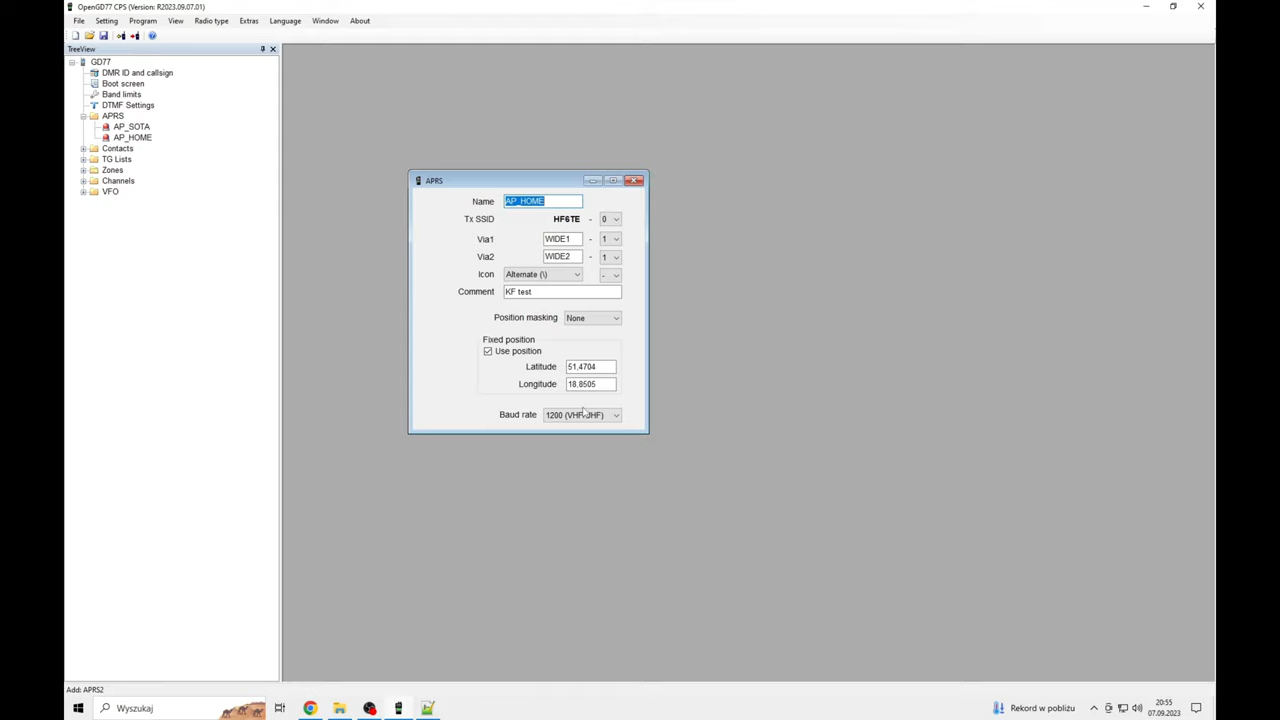 OpenGD77 CPS (Version: R2023.09.07.01)
File Setting Program View Radio type Extras Language Window About
TreeView
GD77
DMR ID and callsign
Boot screen
Band limits
DTMF Settings
APRS
AP_SOTA
AP_HOME
Contacts
TG Lists
Zones
Channels
VFO
APRS
Name AP_HOME
Tx SSID HF6TE - 0
Via1 WIDE1 - 1
Via2 WIDE2 - 1
Icon Alternate (\) -
Comment KF test
Position masking None
Fixed position
Use position
Latitude 51,4704
Longitude 18,8505
Baud rate 1200 (VHF/UHF)
Add: APRS2
Wyszukaj
Rekord w pobliżu
20:55
07.09.2023